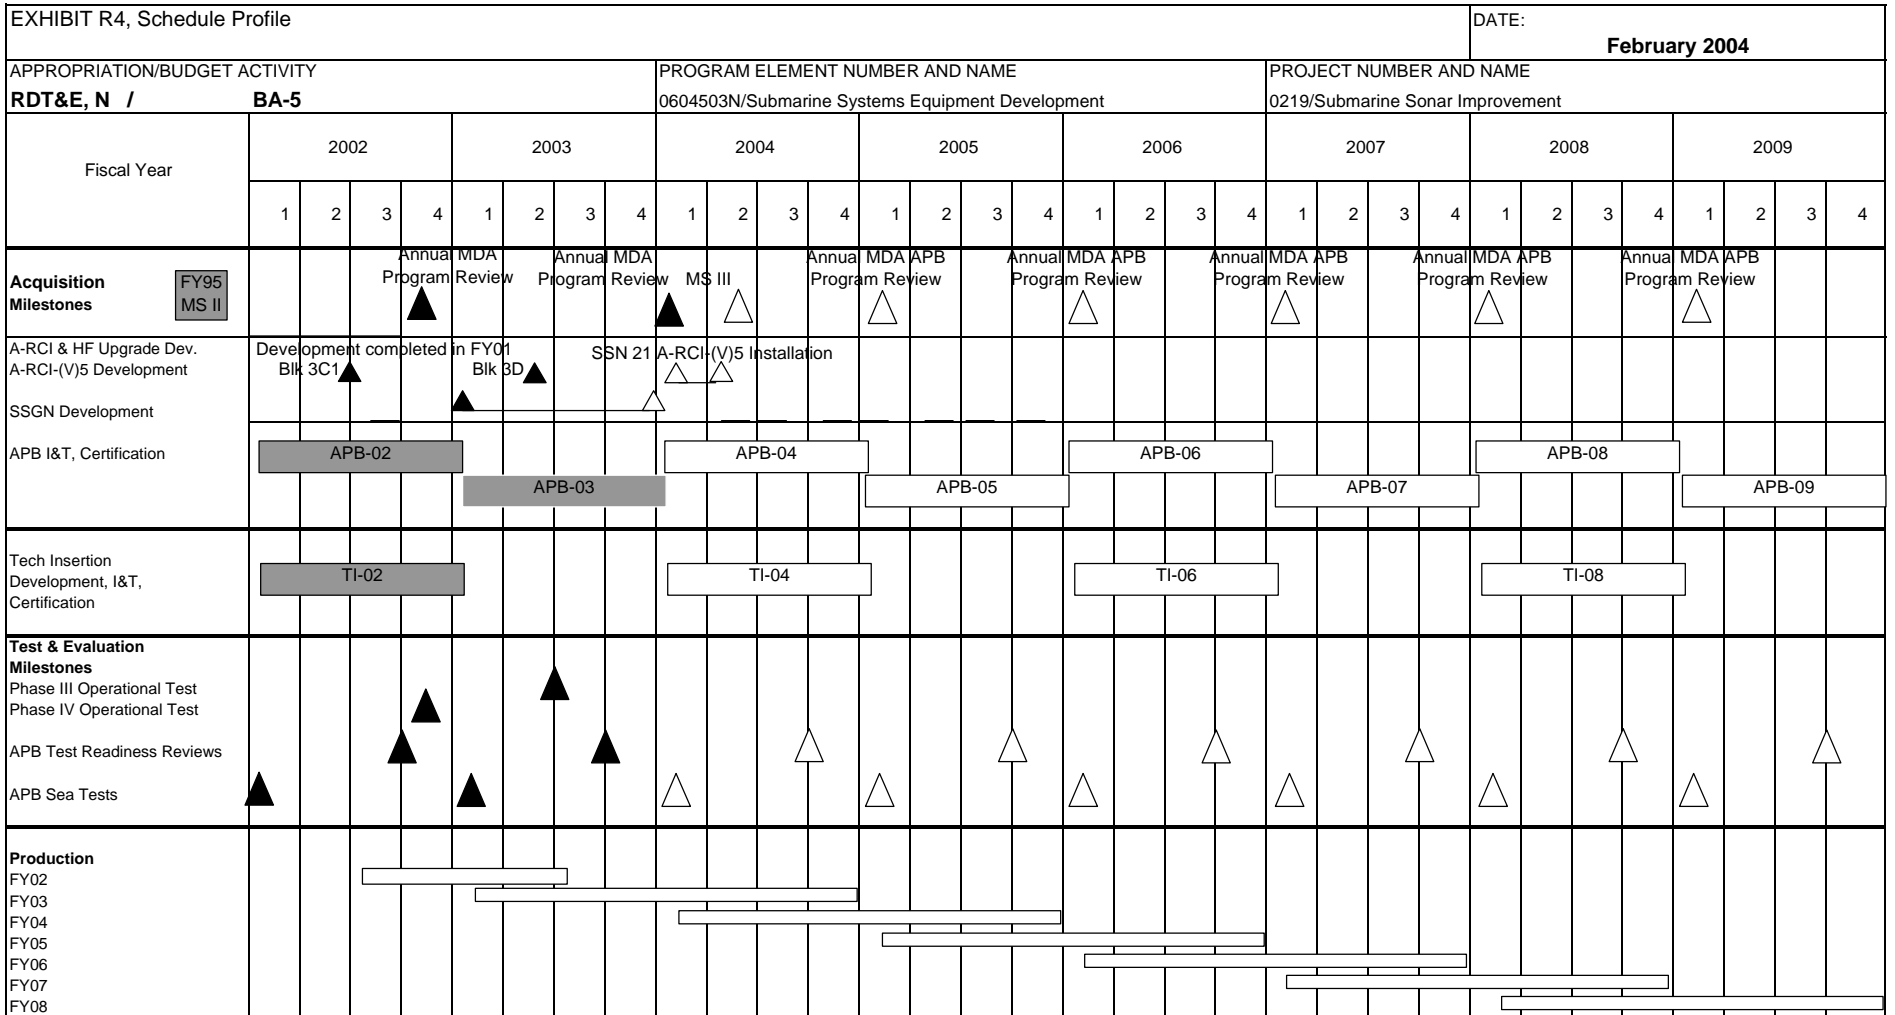 EXHIBIT R4, Schedule Profile
DATE:
February 2004
APPROPRIATION/BUDGET ACTIVITY
PROGRAM ELEMENT NUMBER AND NAME
PROJECT NUMBER AND NAME
RDT&E, N / BA-5
0604503N/Submarine Systems Equipment Development
0219/Submarine Sonar Improvement
Fiscal Year
2002 2003 2004 2005 2006 2007 2008 2009
1 2 3 4 1 2 3 4 1 2 3 4 1 2 3 4 1 2 3 4 1 2 3 4 1 2 3 4 1 2 3 4
Annual MDA Annual MDA Annual MDA APB Annual MDA APB Annual MDA APB Annual MDA APB Annual MDA APB Annual MDA APB
Program Review Program Review MS III Program Review Program Review Program Review Program Review Program Review Program Review
Acquisition
Milestones
FY95
MS II
A-RCI & HF Upgrade Dev. Development completed in FY01 SSN 21 A-RCI-(V)5 Installation
A-RCI-(V)5 Development Blk 3C1 Blk 3D
SSGN Development
APB I&T, Certification APB-02 APB-04 APB-06 APB-08
APB-03 APB-05 APB-07 APB-09
Tech Insertion
Development, I&T,
Certification
TI-02 TI-04 TI-06 TI-08
Test & Evaluation
Milestones
Phase III Operational Test
Phase IV Operational Test
APB Test Readiness Reviews
APB Sea Tests
Production
FY02
FY03
FY04
FY05
FY06
FY07
FY08